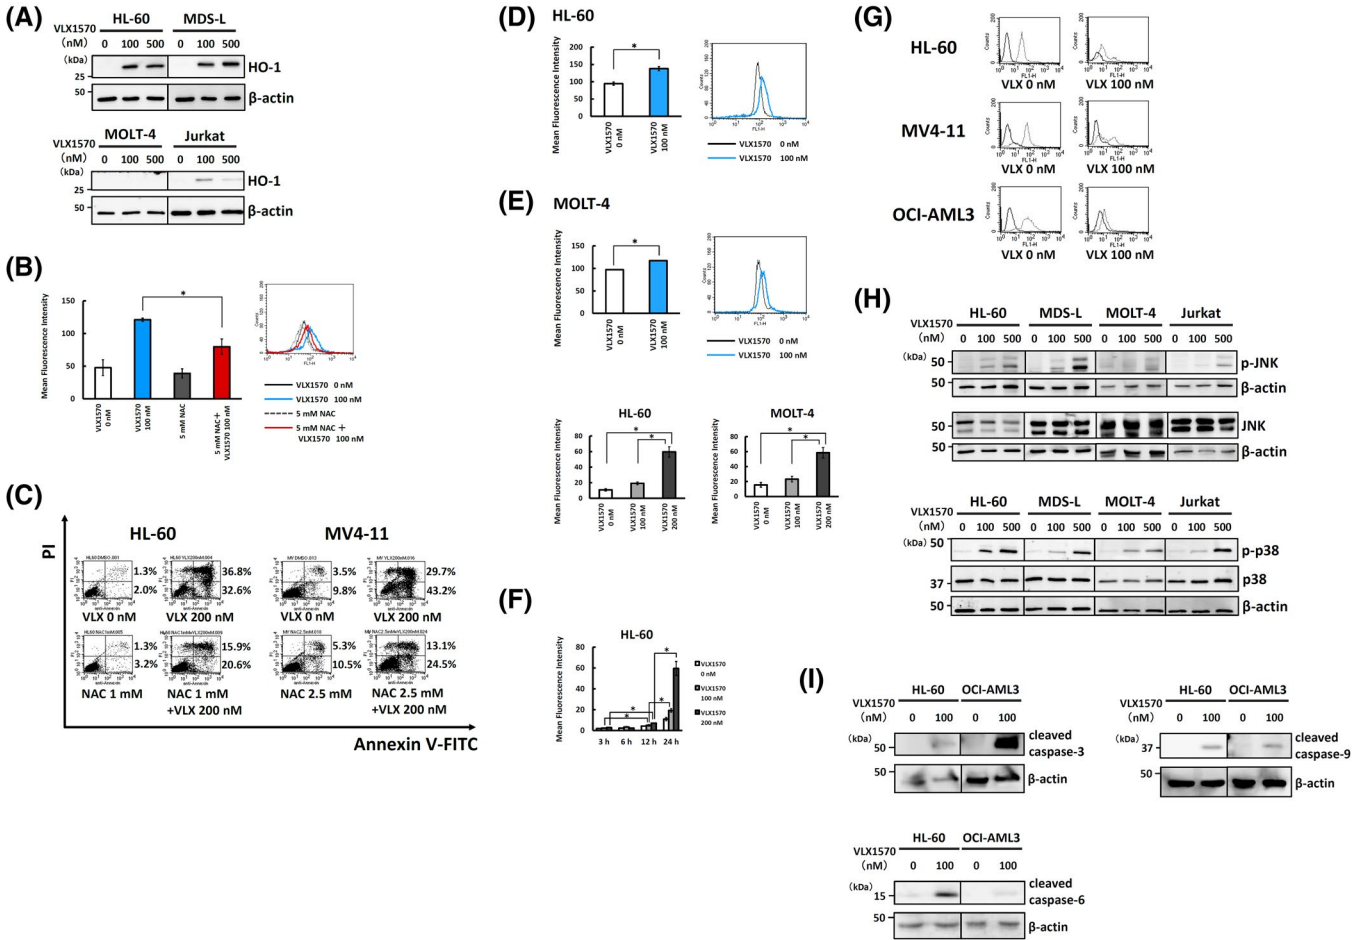 (A)
HL-60 MDS-L
VLX1570
(nM) 0 100 500 0 100 500
(kDa)
25
HO-1
50
β-actin
MOLT-4 Jurkat
VLX1570
(nM) 0 100 500 0 100 500
(kDa)
25
HO-1
50
β-actin
(B)
Mean Fluorescence Intensity
150
100
50
0
*
VLX1570
0 nM
VLX1570
100 nM
5 mM NAC
5 mM NAC+
VLX1570 100 nM
Counts
FL1-H
VLX1570 0 nM
VLX1570 100 nM
5 mM NAC
5 mM NAC +
VLX1570 100 nM
(C)
PI
HL-60 MV4-11
1.3% 36.8% 3.5% 29.7%
2.0% 32.6% 9.8% 43.2%
VLX 0 nM VLX 200 nM VLX 0 nM VLX 200 nM
1.3% 15.9% 5.3% 13.1%
3.2% 20.6% 10.5% 24.5%
NAC 1 mM NAC 1 mM NAC 2.5 mM NAC 2.5 mM
+VLX 200 nM +VLX 200 nM
Annexin V-FITC
(D) HL-60
Mean Fluorescence Intensity
200
150
100
50
0
*
VLX1570
0 nM
VLX1570
100 nM
Counts
FL1-H
VLX1570 0 nM
VLX1570 100 nM
(E) MOLT-4
Mean Fluorescence Intensity
150
100
50
0
*
VLX1570
0 nM
VLX1570
100 nM
Counts
FL1-H
VLX1570 0 nM
VLX1570 100 nM
HL-60
Mean Fluorescence Intensity
80
60
40
20
0
*
*
VLX1570
0 nM
VLX1570
100 nM
VLX1570
200 nM
MOLT-4
Mean Fluorescence Intensity
80
60
40
20
0
*
*
VLX1570
0 nM
VLX1570
100 nM
VLX1570
200 nM
(F)
HL-60
Mean Fluorescence Intensity
80
60
40
20
0
*
*
*
*
3 h 6 h 12 h 24 h
VLX1570
0 nM
VLX1570
100 nM
VLX1570
200 nM
(G)
HL-60
Counts
FL1-H
VLX 0 nM VLX 100 nM
MV4-11
Counts
FL1-H
VLX 0 nM VLX 100 nM
OCI-AML3
Counts
FL1-H
VLX 0 nM VLX 100 nM
(H)
HL-60 MDS-L MOLT-4 Jurkat
VLX1570
(nM) 0 100 500 0 100 500 0 100 500 0 100 500
(kDa)
50
p-JNK
50
β-actin
50
JNK
50
β-actin
HL-60 MDS-L MOLT-4 Jurkat
VLX1570
(nM) 0 100 500 0 100 500 0 100 500 0 100 500
(kDa) 50
p-p38
37
p38
50
β-actin
(I)
HL-60 OCI-AML3
VLX1570
(nM) 0 100 0 100
(kDa)
50
cleaved
caspase-3
50
β-actin
HL-60 OCI-AML3
VLX1570
(nM) 0 100 0 100
(kDa)
37
cleaved
caspase-9
50
β-actin
HL-60 OCI-AML3
VLX1570
(nM) 0 100 0 100
(kDa)
15
cleaved
caspase-6
50
β-actin